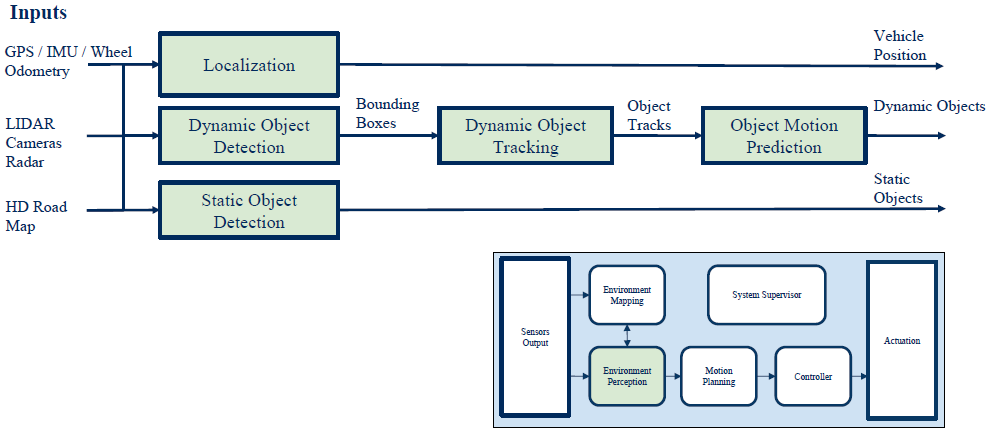 Inputs
GPS / IMU / Wheel
Odometry
Localization
Vehicle
Position
LIDAR
Cameras
Radar
Dynamic Object
Detection
Bounding
Boxes
Dynamic Object
Tracking
Object
Tracks
Object Motion
Prediction
Dynamic Objects
HD Road
Map
Static Object
Detection
Static
Objects
Sensors
Output
Environment
Mapping
System Supervisor
Environment
Perception
Motion
Planning
Controller
Actuation